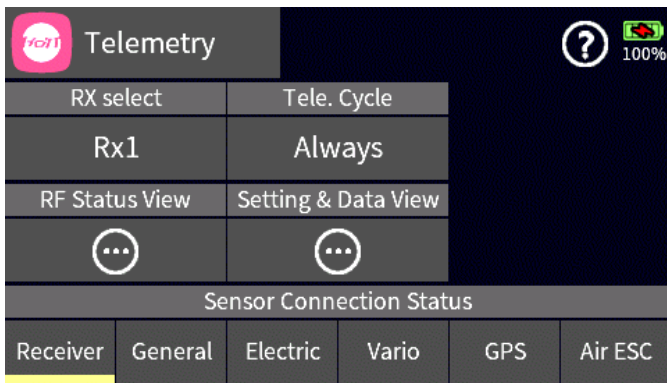 HoTT Telemetry
100%
RX select Tele. Cycle
Rx1 Always
RF Status View Setting & Data View
Sensor Connection Status
Receiver General Electric Vario GPS Air ESC